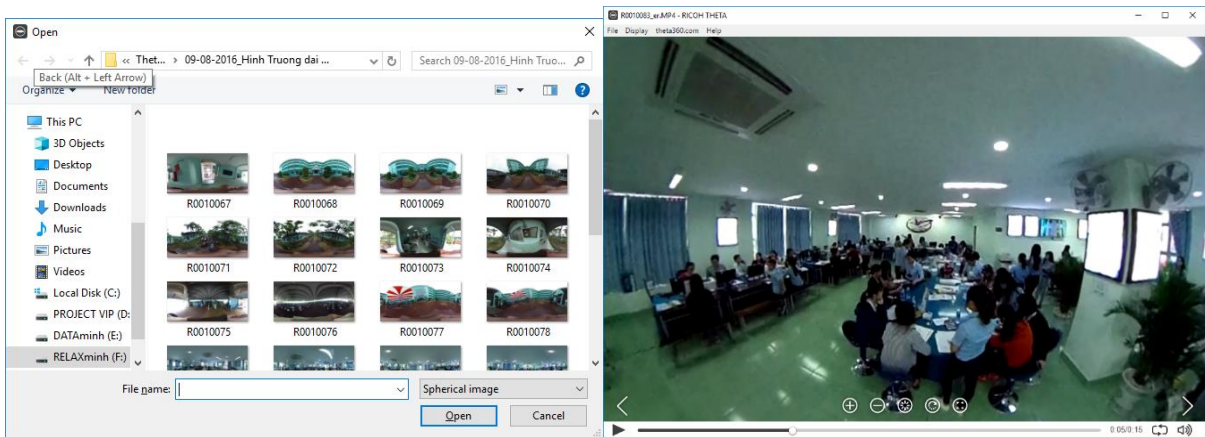 Open
« Thet... › 09-08-2016_Hinh Truong dai ...
Search 09-08-2016_Hinh Truo...
Back (Alt + Left Arrow)
Organize New folder
This PC
3D Objects
Desktop
Documents
Downloads
Music
Pictures
Videos
Local Disk (C:)
PROJECT VIP (D:
DATAminh (E:)
RELAXminh (F:)
R0010067 R0010068 R0010069 R0010070
R0010071 R0010072 R0010073 R0010074
R0010075 R0010076 R0010077 R0010078
File name: Spherical image
Open Cancel
R0010083_er.MP4 - RICOH THETA
File Display theta360.com Help
0:05/0:15